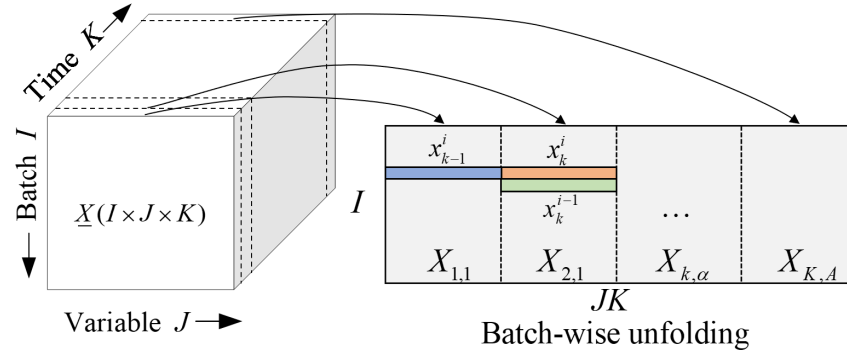 Time K
Batch I
X(I × J × K)
Variable J
I
x^i_{k−1}
x^i_k
x^{i−1}_k
...
X_{1,1}
X_{2,1}
X_{k,α}
X_{K,A}
JK
Batch-wise unfolding